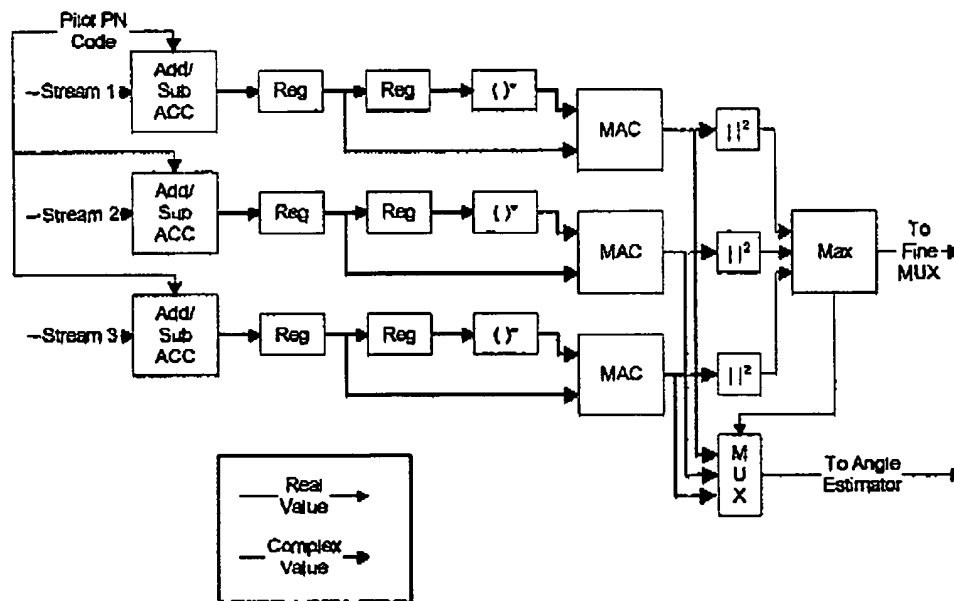 Pilot PN
Code
Stream 1
Add/
Sub
ACC
Reg
Reg
( )*
MAC
| |²
Stream 2
Add/
Sub
ACC
Reg
Reg
( )*
MAC
| |²
Max
To
Fine
MUX
Stream 3
Add/
Sub
ACC
Reg
Reg
( )*
MAC
| |²
M
U
X
To Angle
Estimator
Real
Value
Complex
Value